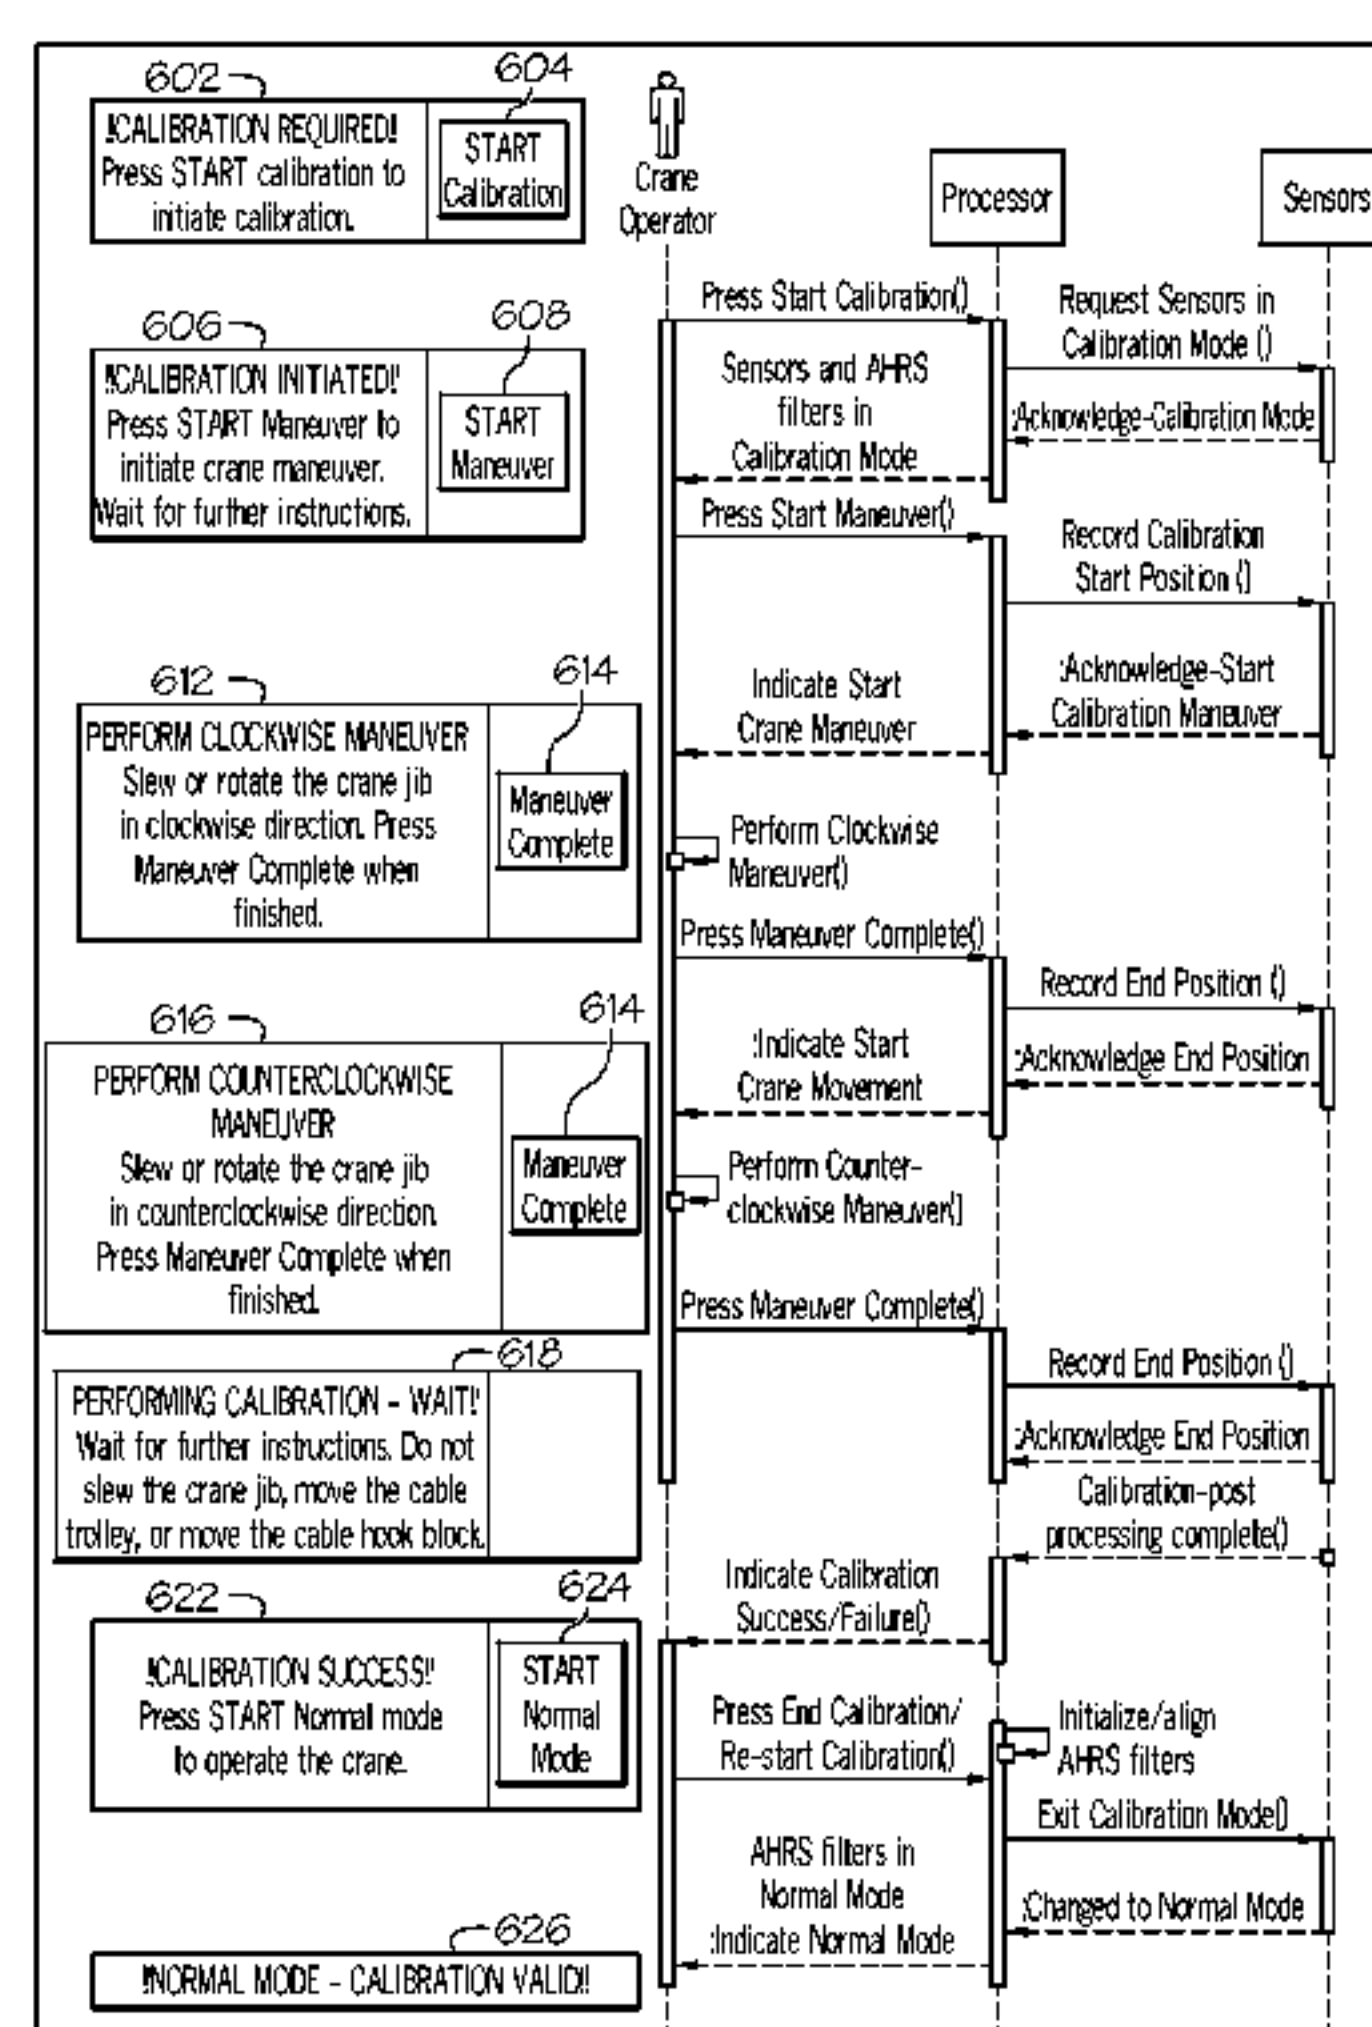 602
604
!!CALIBRATION REQUIRED!!
Press START calibration to
initiate calibration.
START
Calibration
Crane
Operator
Processor
Sensors
Press Start Calibration()
Request Sensors in
Calibration Mode ()
606
608
!!CALIBRATION INITIATED!!
Press START Maneuver to
initiate crane maneuver.
Wait for further instructions.
START
Maneuver
Sensors and AHRS
filters in
Calibration Mode
:Acknowledge-Calibration Mode
Press Start Maneuver()
Record Calibration
Start Position ()
612
614
PERFORM CLOCKWISE MANEUVER
Slew or rotate the crane jib
in clockwise direction. Press
Maneuver Complete when
finished.
Maneuver
Complete
Indicate Start
Crane Maneuver
:Acknowledge-Start
Calibration Maneuver
Perform Clockwise
Maneuver()
Press Maneuver Complete()
Record End Position ()
616
614
PERFORM COUNTERCLOCKWISE
MANEUVER
Slew or rotate the crane jib
in counterclockwise direction.
Press Maneuver Complete when
finished.
Maneuver
Complete
:Indicate Start
Crane Movement
:Acknowledge End Position
Perform Counter-
clockwise Maneuver()
Press Maneuver Complete()
Record End Position ()
618
PERFORMING CALIBRATION - WAIT!!
Wait for further instructions. Do not
slew the crane jib, move the cable
trolley, or move the cable hook block.
:Acknowledge End Position
Calibration-post
processing complete()
622
624
!!CALIBRATION SUCCESS!!
Press START Normal mode
to operate the crane.
START
Normal
Mode
Indicate Calibration
Success/Failure()
Press End Calibration/
Re-start Calibration()
Initialize/align
AHRS filters
Exit Calibration Mode()
AHRS filters in
Normal Mode
:Indicate Normal Mode
:Changed to Normal Mode
626
!!NORMAL MODE - CALIBRATION VALID!!